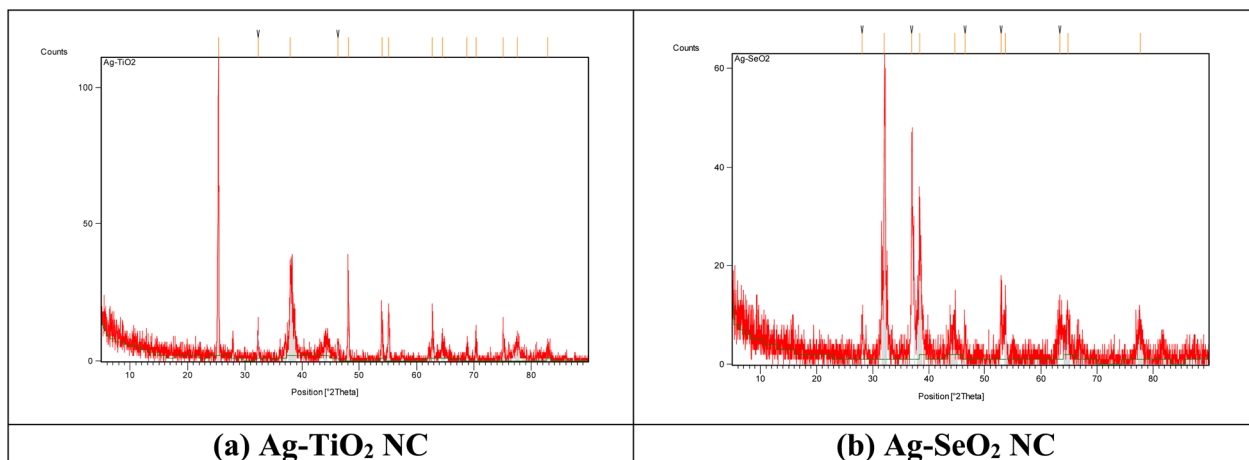 Counts
Ag-TiO2
100
50
0
10 20 30 40 50 60 70 80
Position [°2Theta]
(a) Ag-TiO₂ NC
Counts
Ag-SeO2
60
40
20
0
10 20 30 40 50 60 70 80
Position [°2Theta]
(b) Ag-SeO₂ NC